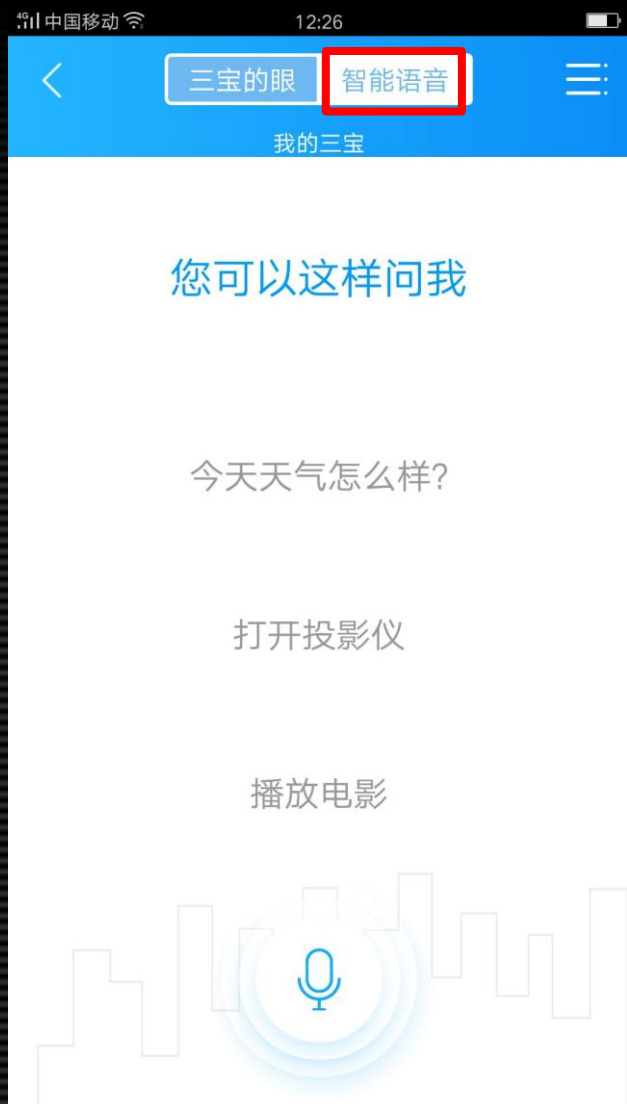 4G 中国移动 12:26
三宝的眼 智能语音
我的三宝
您可以这样问我
今天天气怎么样?
打开投影仪
播放电影